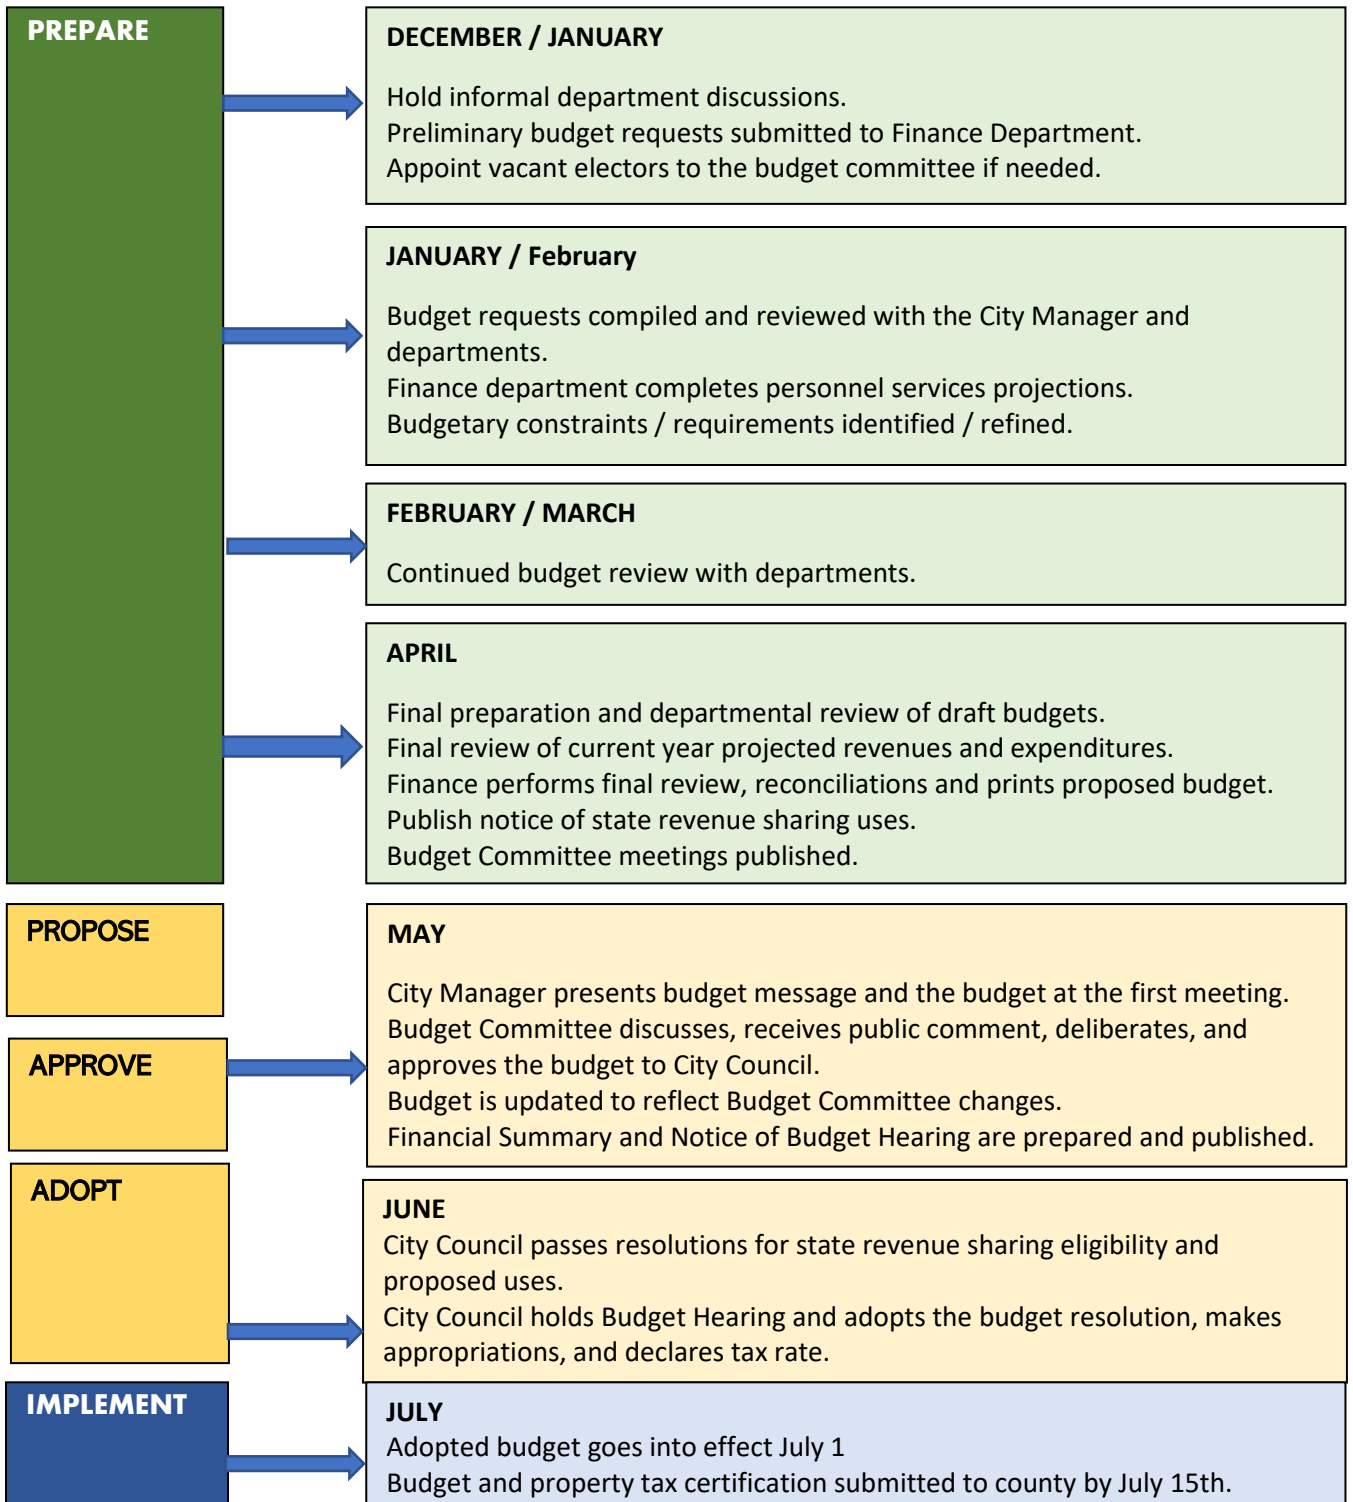 PREPARE
DECEMBER / JANUARY
Hold informal department discussions.
Preliminary budget requests submitted to Finance Department.
Appoint vacant electors to the budget committee if needed.
JANUARY / February
Budget requests compiled and reviewed with the City Manager and
departments.
Finance department completes personnel services projections.
Budgetary constraints / requirements identified / refined.
FEBRUARY / MARCH
Continued budget review with departments.
APRIL
Final preparation and departmental review of draft budgets.
Final review of current year projected revenues and expenditures.
Finance performs final review, reconciliations and prints proposed budget.
Publish notice of state revenue sharing uses.
Budget Committee meetings published.
PROPOSE
APPROVE
MAY
City Manager presents budget message and the budget at the first meeting.
Budget Committee discusses, receives public comment, deliberates, and
approves the budget to City Council.
Budget is updated to reflect Budget Committee changes.
Financial Summary and Notice of Budget Hearing are prepared and published.
ADOPT
JUNE
City Council passes resolutions for state revenue sharing eligibility and
proposed uses.
City Council holds Budget Hearing and adopts the budget resolution, makes
appropriations, and declares tax rate.
IMPLEMENT
JULY
Adopted budget goes into effect July 1
Budget and property tax certification submitted to county by July 15th.